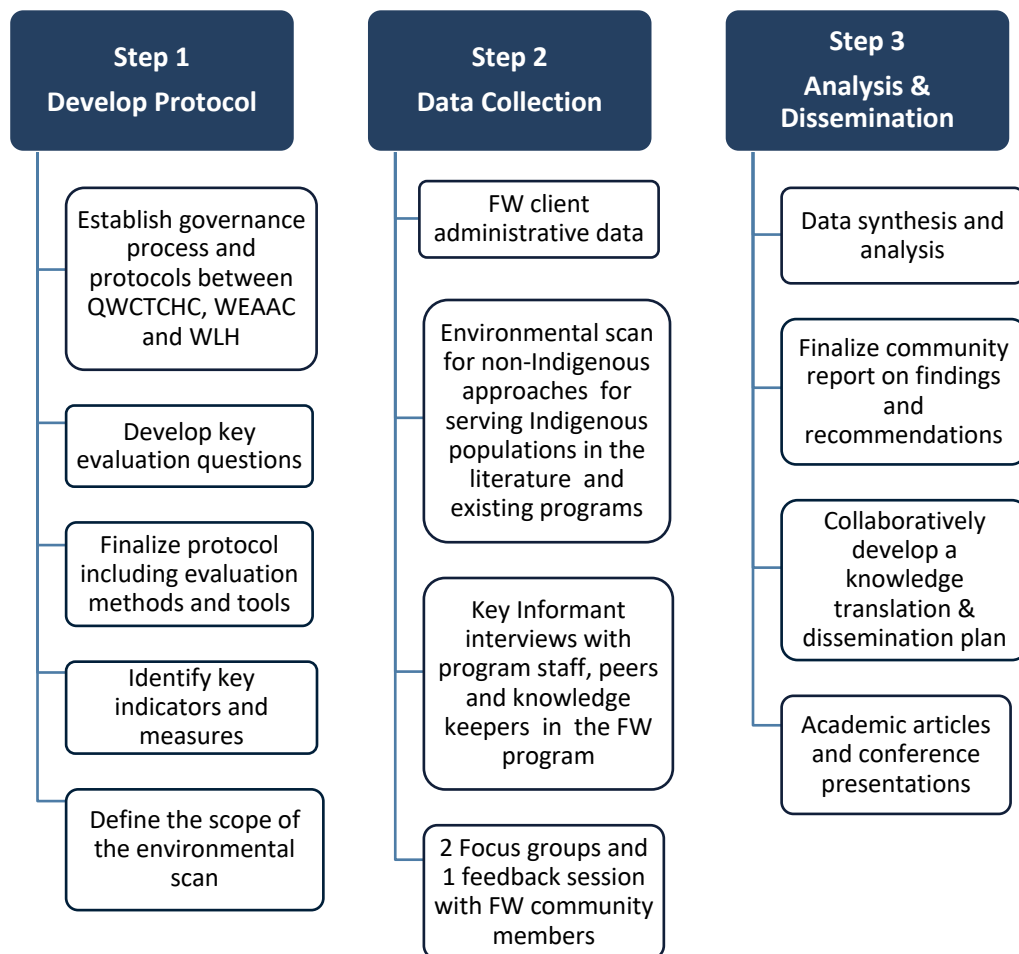 Step 1
Develop Protocol
Establish governance
process and
protocols between
QWCTCHC, WEAAC
and WLH
Develop key
evaluation questions
Finalize protocol
including evaluation
methods and tools
Identify key
indicators and
measures
Define the scope of
the environmental
scan
Step 2
Data Collection
FW client
administrative data
Environmental scan
for non-Indigenous
approaches for
serving Indigenous
populations in the
literature and
existing programs
Key Informant
interviews with
program staff, peers
and knowledge
keepers in the FW
program
2 Focus groups and
1 feedback session
with FW community
members
Step 3
Analysis &
Dissemination
Data synthesis and
analysis
Finalize community
report on findings
and
recommendations
Collaboratively
develop a
knowledge
translation &
dissemination plan
Academic articles
and conference
presentations